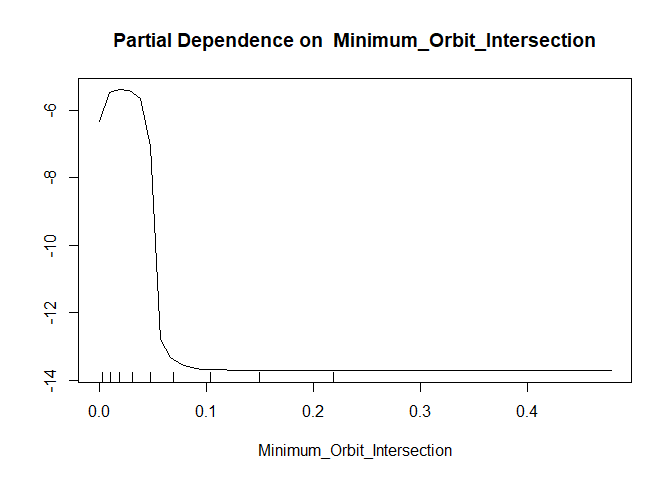 Partial Dependence on  Minimum_Orbit_Intersection
-6
-8
-10
-12
-14
0.0 0.1 0.2 0.3 0.4
Minimum_Orbit_Intersection